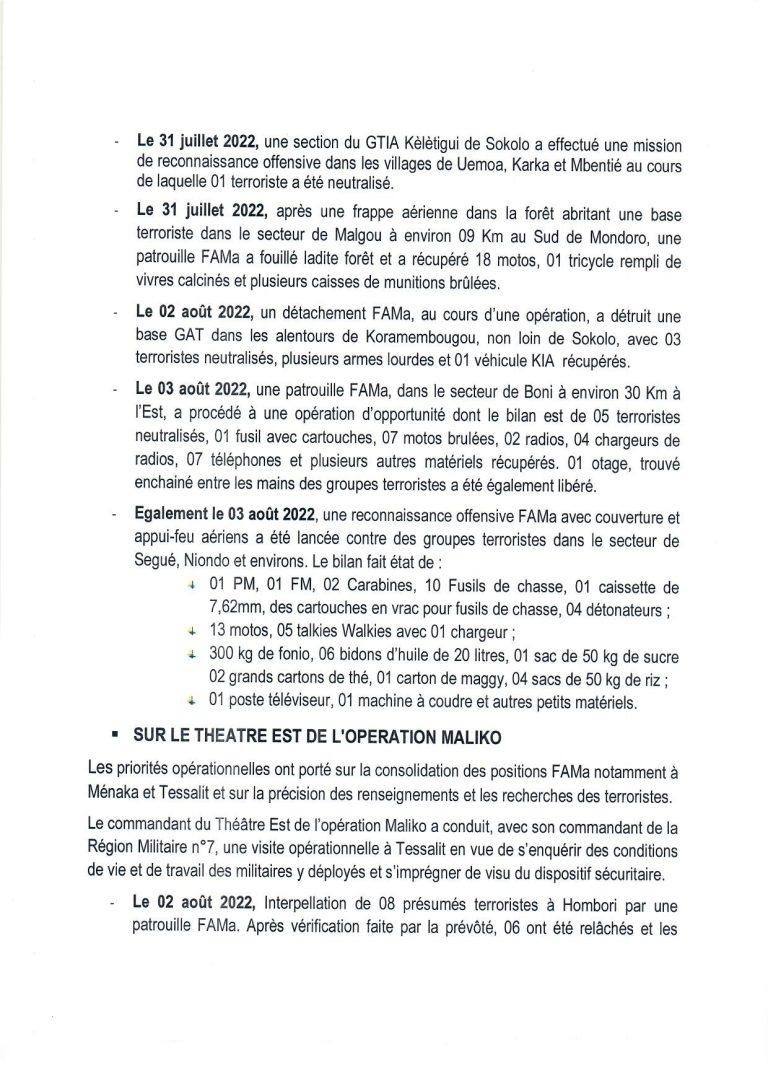 - Le 31 juillet 2022, une section du GTIA Kèlètigui de Sokolo a effectué une mission
de reconnaissance offensive dans les villages de Uemoa, Karka et Mbentié au cours
de laquelle 01 terroriste a été neutralisé.
- Le 31 juillet 2022, après une frappe aérienne dans la forêt abritant une base
terroriste dans le secteur de Malgou à environ 09 Km au Sud de Mondoro, une
patrouille FAMa a fouillé ladite forêt et a récupéré 18 motos, 01 tricycle rempli de
vivres calcinés et plusieurs caisses de munitions brûlées.
- Le 02 août 2022, un détachement FAMa, au cours d'une opération, a détruit une
base GAT dans les alentours de Koramembougou, non loin de Sokolo, avec 03
terroristes neutralisés, plusieurs armes lourdes et 01 véhicule KIA récupérés.
- Le 03 août 2022, une patrouille FAMa, dans le secteur de Boni à environ 30 Km à
l'Est, a procédé à une opération d'opportunité dont le bilan est de 05 terroristes
neutralisés, 01 fusil avec cartouches, 07 motos brulées, 02 radios, 04 chargeurs de
radios, 07 téléphones et plusieurs autres matériels récupérés. 01 otage, trouvé
enchainé entre les mains des groupes terroristes a été également libéré.
- Egalement le 03 août 2022, une reconnaissance offensive FAMa avec couverture et
appui-feu aériens a été lancée contre des groupes terroristes dans le secteur de
Segué, Niondo et environs. Le bilan fait état de :
↓ 01 PM, 01 FM, 02 Carabines, 10 Fusils de chasse, 01 caissette de
7,62mm, des cartouches en vrac pour fusils de chasse, 04 détonateurs ;
↓ 13 motos, 05 talkies Walkies avec 01 chargeur ;
↓ 300 kg de fonio, 06 bidons d'huile de 20 litres, 01 sac de 50 kg de sucre
02 grands cartons de thé, 01 carton de maggy, 04 sacs de 50 kg de riz ;
↓ 01 poste téléviseur, 01 machine à coudre et autres petits matériels.
▪ SUR LE THEATRE EST DE L'OPERATION MALIKO
Les priorités opérationnelles ont porté sur la consolidation des positions FAMa notamment à
Ménaka et Tessalit et sur la précision des renseignements et les recherches des terroristes.
Le commandant du Théâtre Est de l'opération Maliko a conduit, avec son commandant de la
Région Militaire n°7, une visite opérationnelle à Tessalit en vue de s'enquérir des conditions
de vie et de travail des militaires y déployés et s'imprégner de visu du dispositif sécuritaire.
- Le 02 août 2022, Interpellation de 08 présumés terroristes à Hombori par une
patrouille FAMa. Après vérification faite par la prévôté, 06 ont été relâchés et les